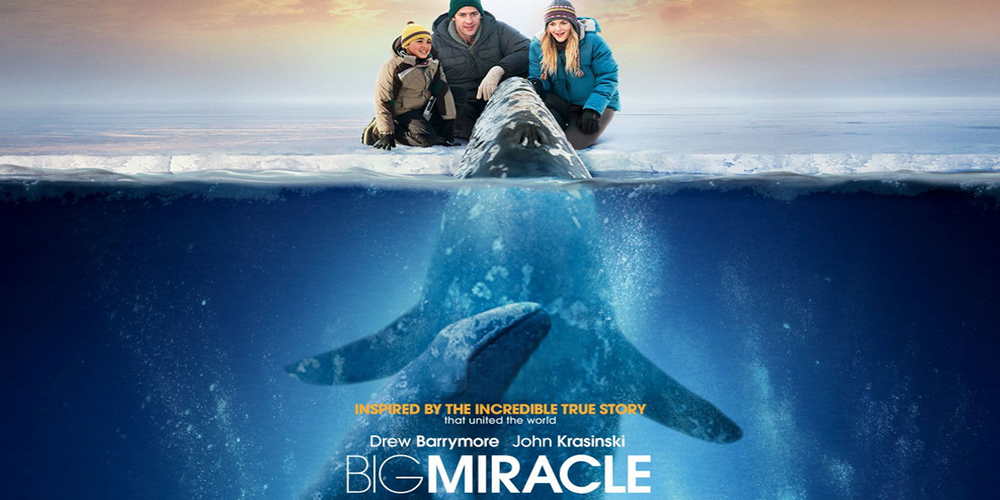 INSPIRED BY THE INCREDIBLE TRUE STORY
that united the world
Drew Barrymore John Krasinski
BIG MIRACLE